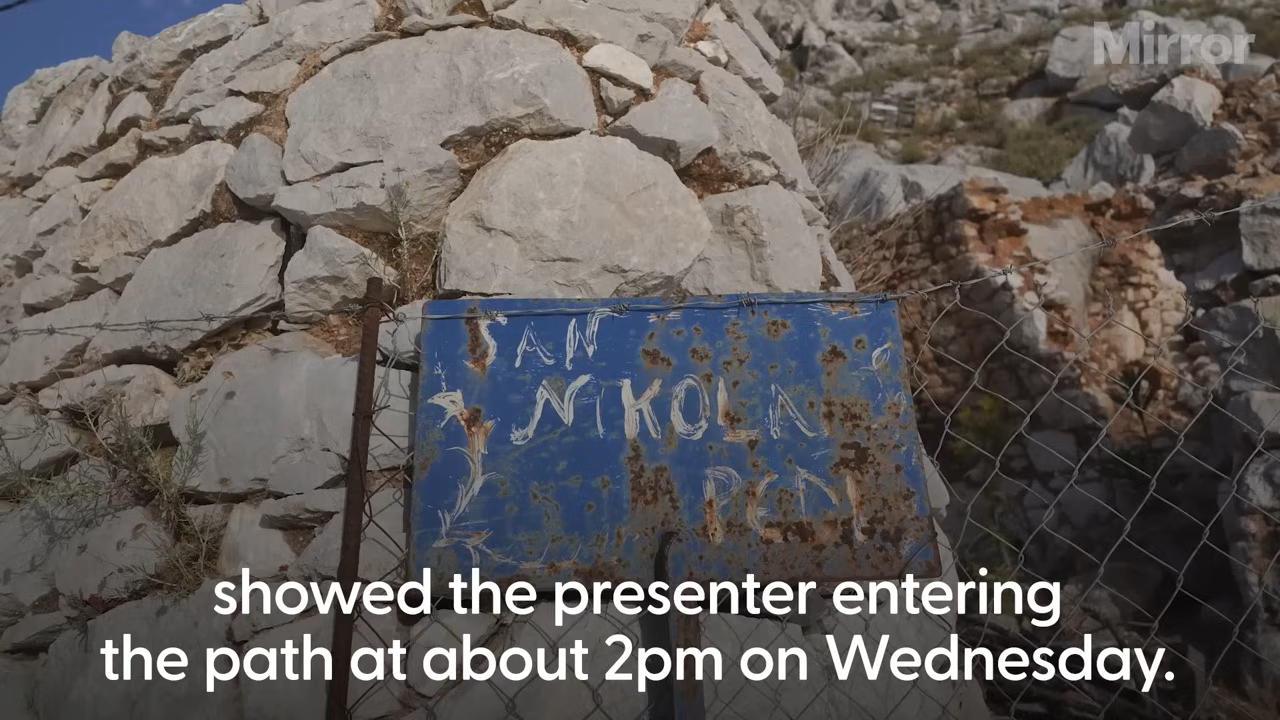 Mirror
SAN
NIKOLA
showed the presenter entering
the path at about 2pm on Wednesday.